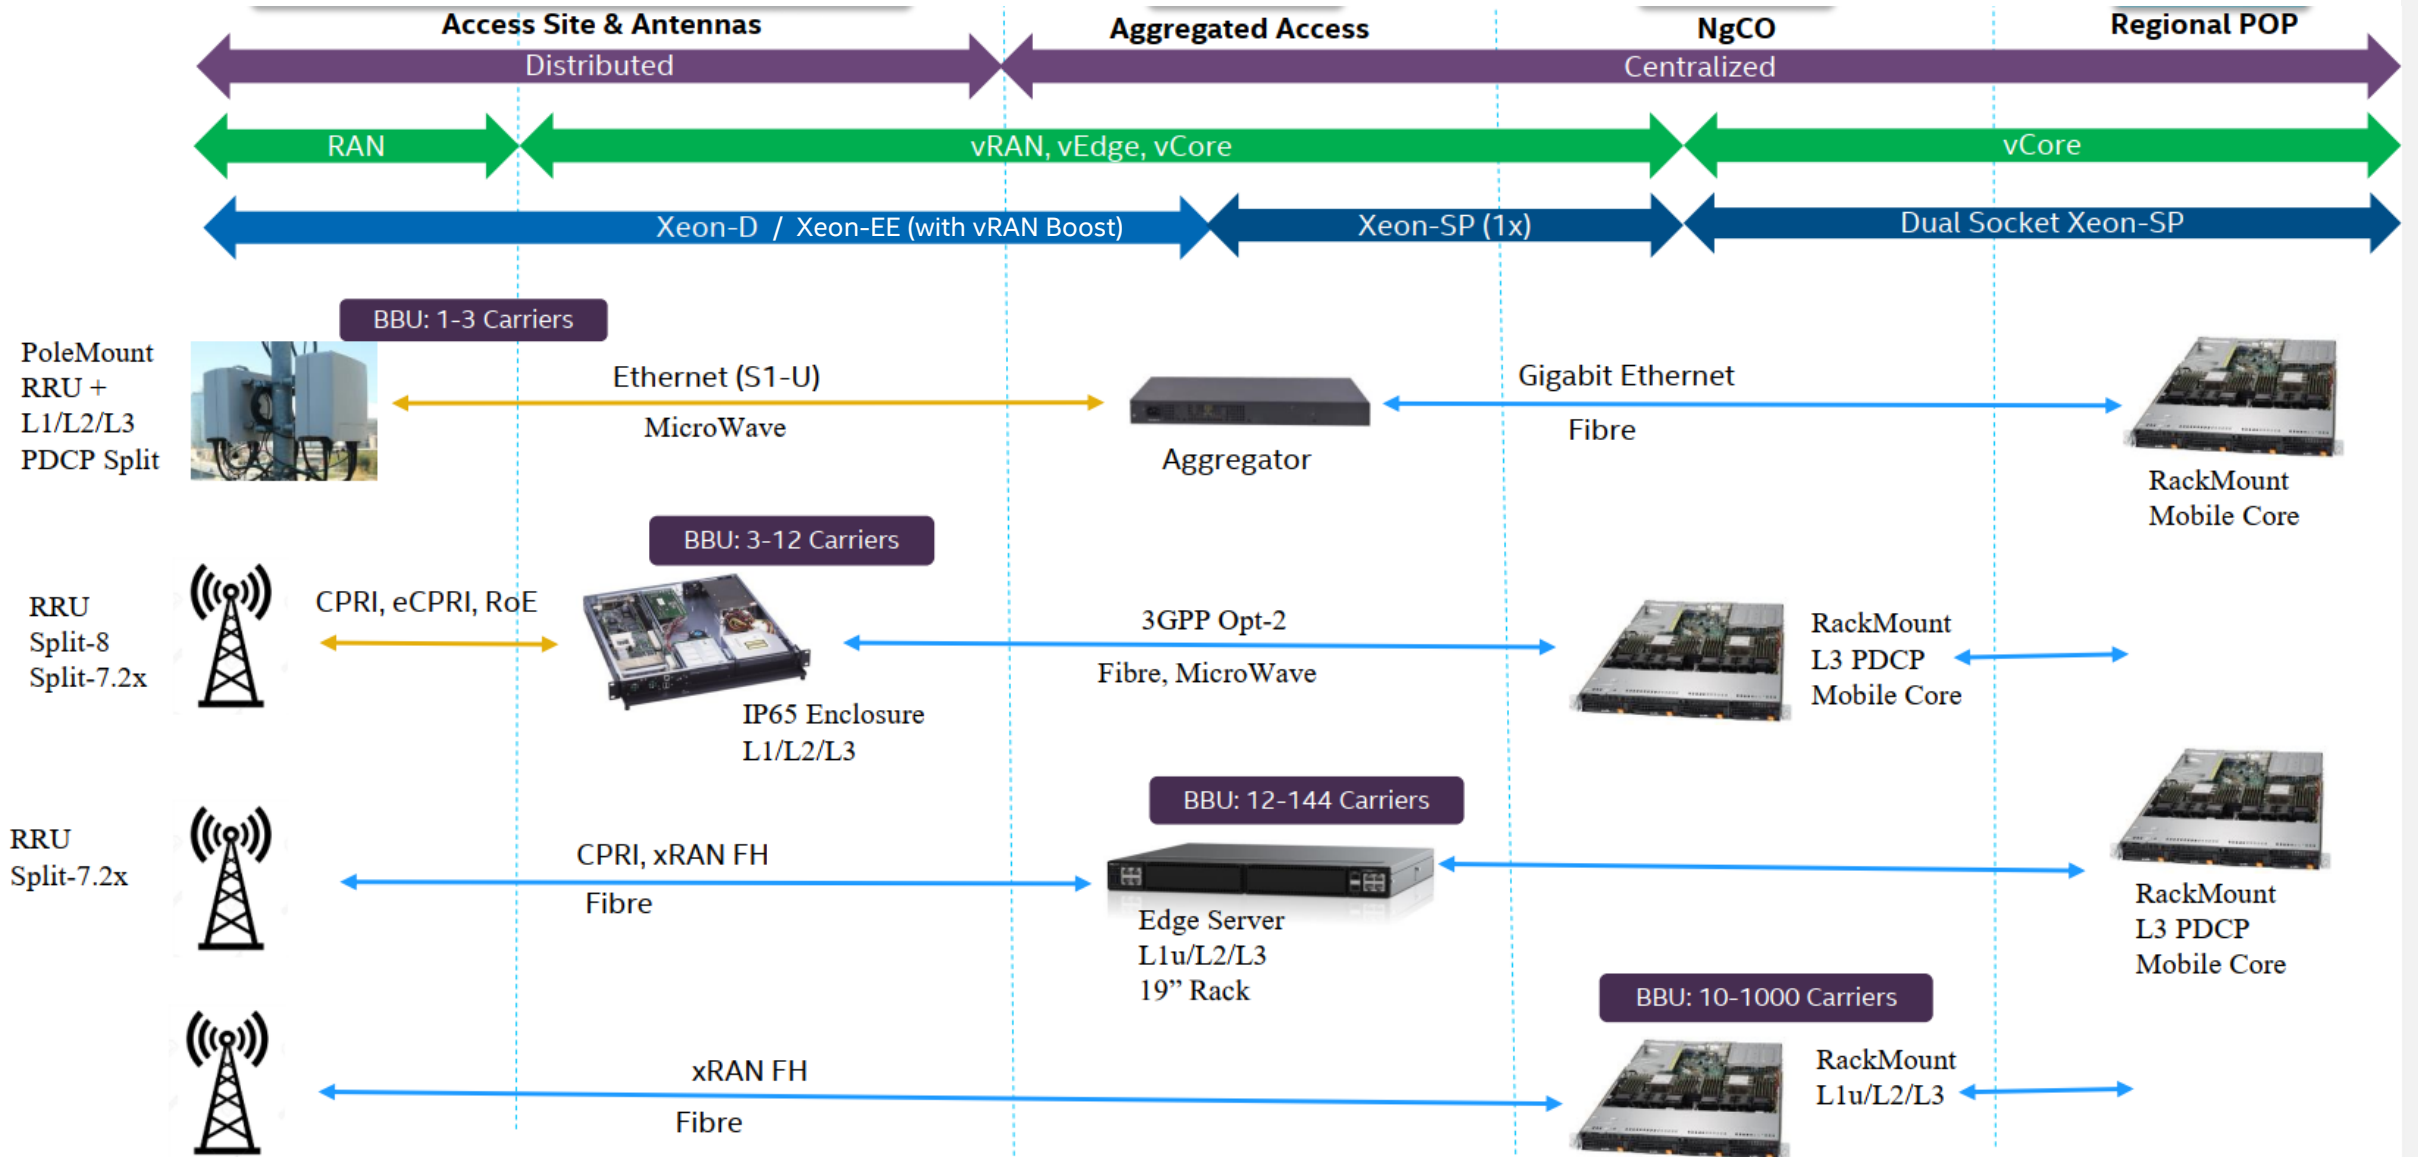 Access Site & Antennas
Aggregated Access
NgCO
Regional POP
Distributed
Centralized
RAN
vRAN, vEdge, vCore
vCore
Xeon-D / Xeon-EE (with vRAN Boost)
Xeon-SP (1x)
Dual Socket Xeon-SP
BBU: 1-3 Carriers
PoleMount
RRU +
L1/L2/L3
PDCP Split
Ethernet (S1-U)
MicroWave
Aggregator
Gigabit Ethernet
Fibre
RackMount
Mobile Core
BBU: 3-12 Carriers
RRU
Split-8
Split-7.2x
CPRI, eCPRI, RoE
IP65 Enclosure
L1/L2/L3
3GPP Opt-2
Fibre, MicroWave
RackMount
L3 PDCP
Mobile Core
BBU: 12-144 Carriers
RRU
Split-7.2x
CPRI, xRAN FH
Fibre
Edge Server
L1u/L2/L3
19” Rack
RackMount
L3 PDCP
Mobile Core
BBU: 10-1000 Carriers
xRAN FH
Fibre
RackMount
L1u/L2/L3